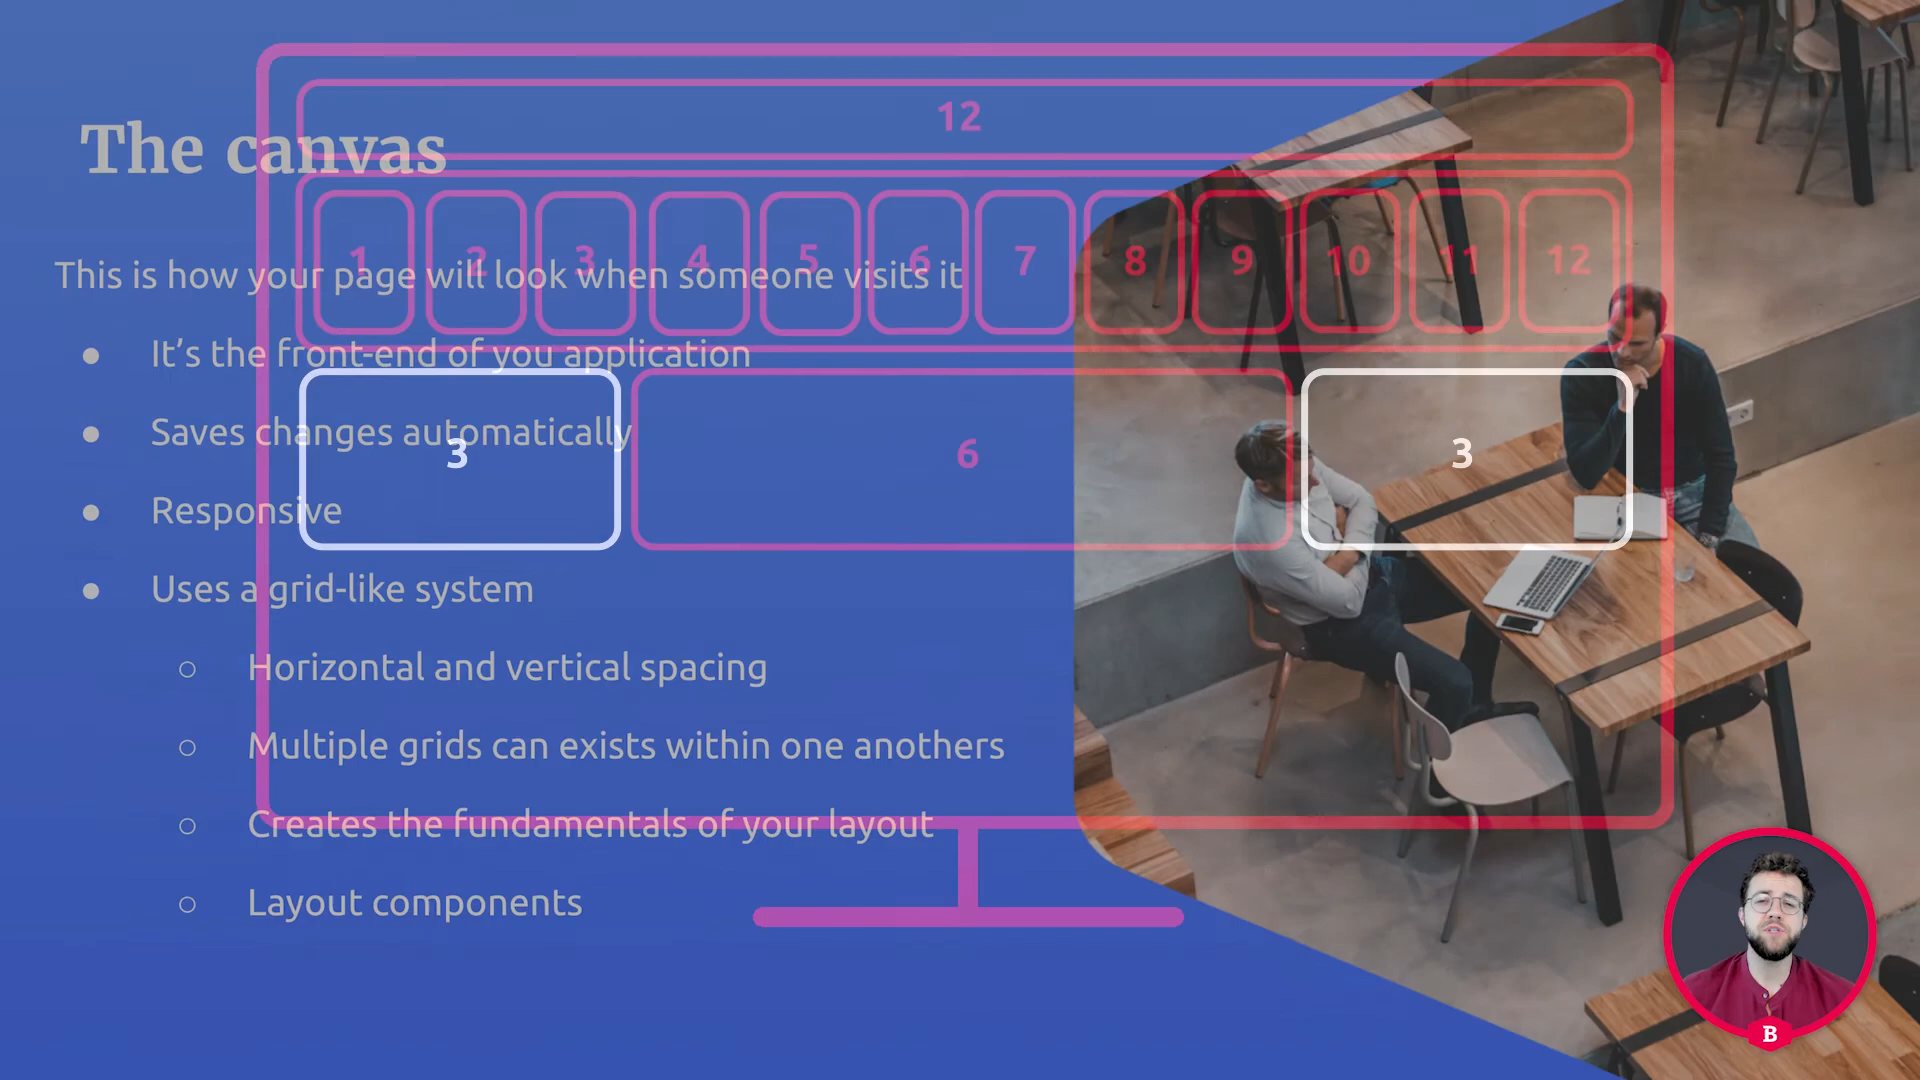 12
The canvas
1 2 3 4 5 6 7 8 9 10 11 12
This is how your page will look when someone visits it
● It’s the front-end of you application
● Saves changes automatically
3 6 3
● Responsive
● Uses a grid-like system
○ Horizontal and vertical spacing
○ Multiple grids can exists within one anothers
○ Creates the fundamentals of your layout
○ Layout components
B